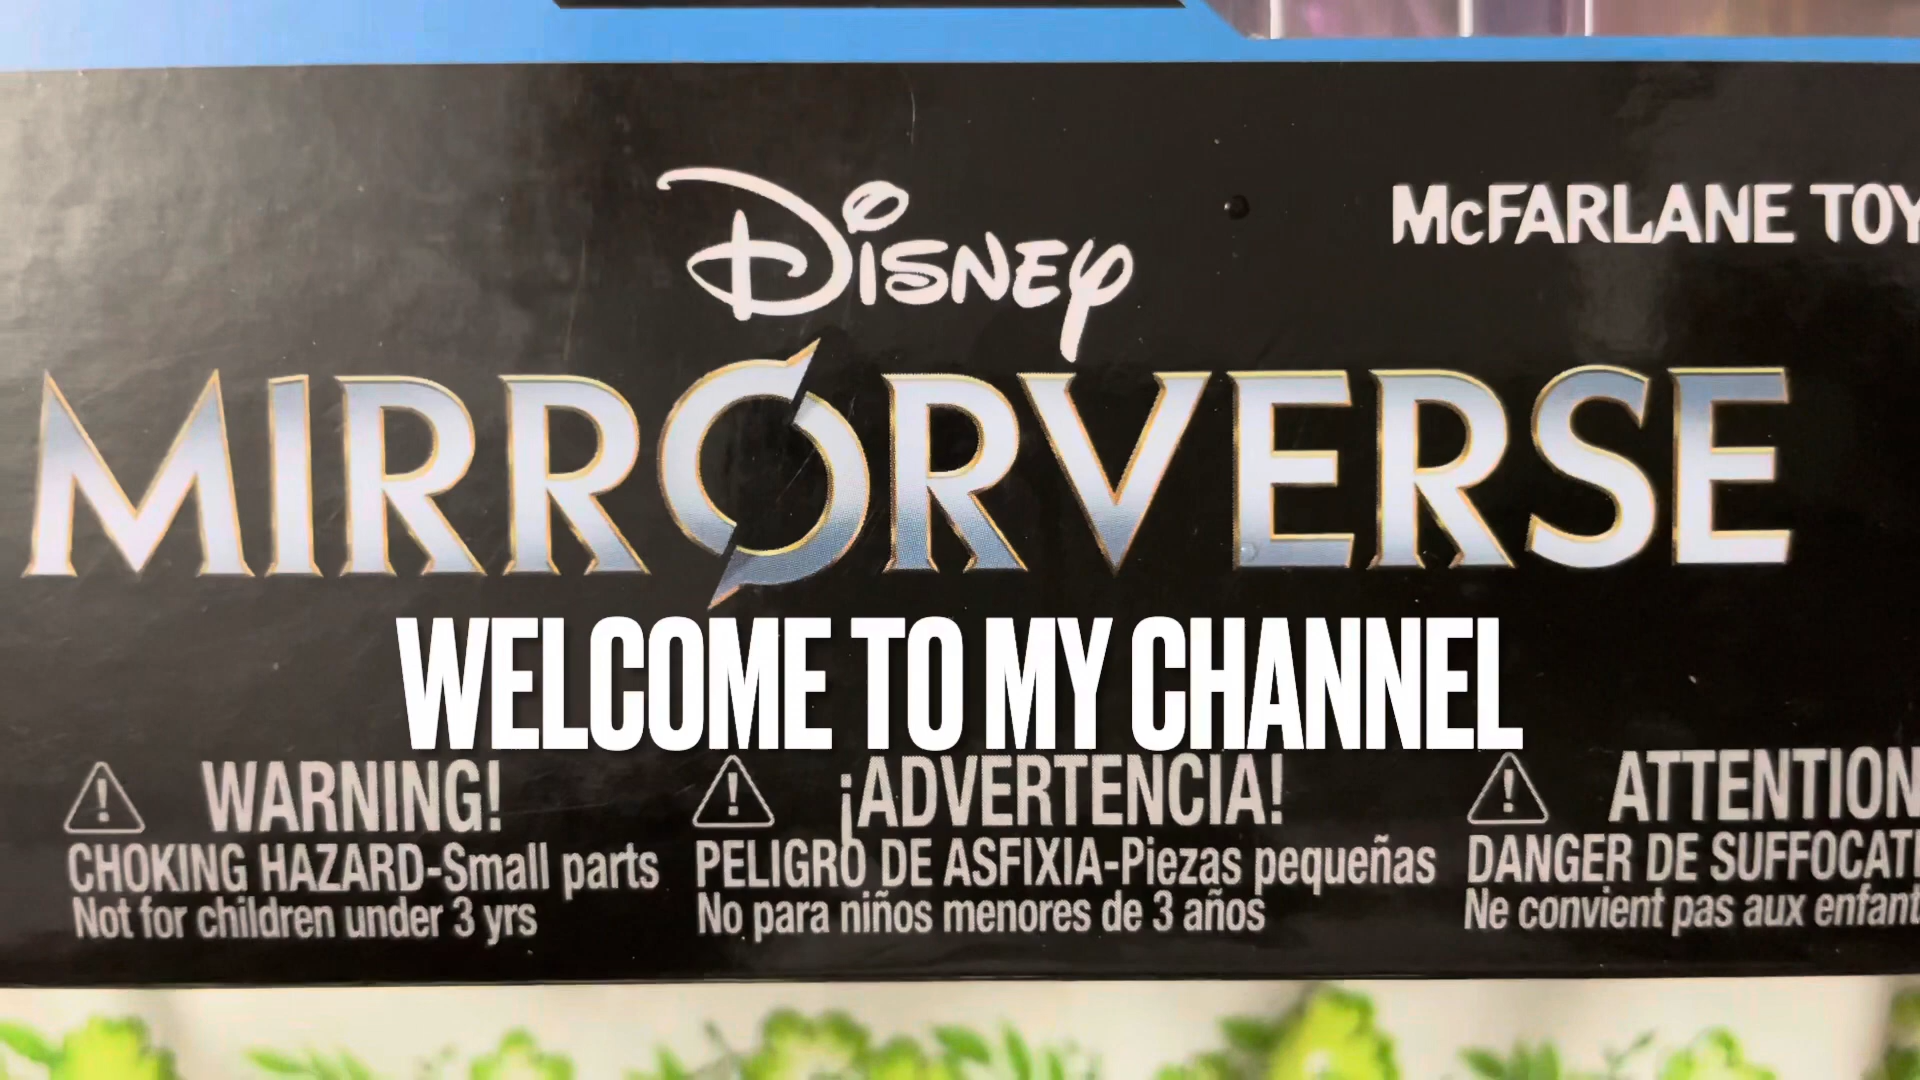 Disney
McFARLANE TOY
MIRRORVERSE
WELCOME TO MY CHANNEL
WARNING!
CHOKING HAZARD-Small parts
Not for children under 3 yrs
¡ADVERTENCIA!
PELIGRO DE ASFIXIA-Piezas pequeñas
No para niños menores de 3 años
ATTENTION
DANGER DE SUFFOCATI
Ne convient pas aux enfant